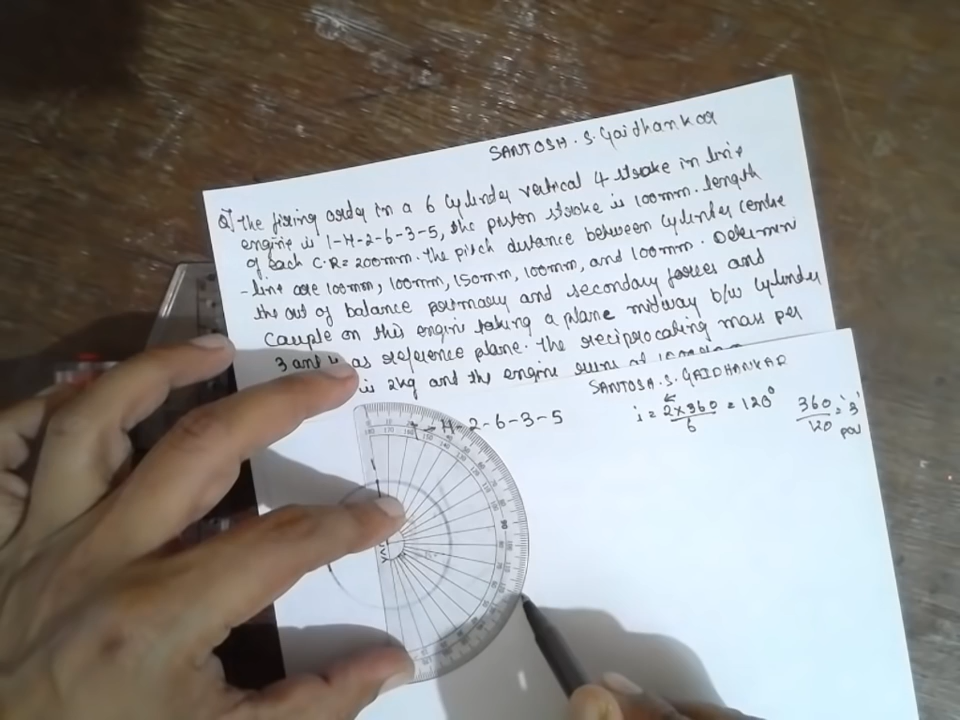 SANTOSH. S. Gaidhankar
Q] The firing order in a 6 cylinder vertical 4 stroke in line
engine is 1-4-2-6-3-5, the piston stroke is 100mm. length
of each C.R = 200mm. The pitch distance between cylinder centre
-line are 100mm, 100mm, 150mm, 100mm, and 100mm. Determine
the out of balance primary and secondary forces and
couple on this engine taking a plane midway b/w cylinder
3 and 4 as reference plane. The reciprocating mass per
is 2kg and the engine runs at
SANTOSH. S. GAIDHANKAR
1-4-2-6-3-5
i = 2x360 / 6 = 120°
360 / 120 = '3'